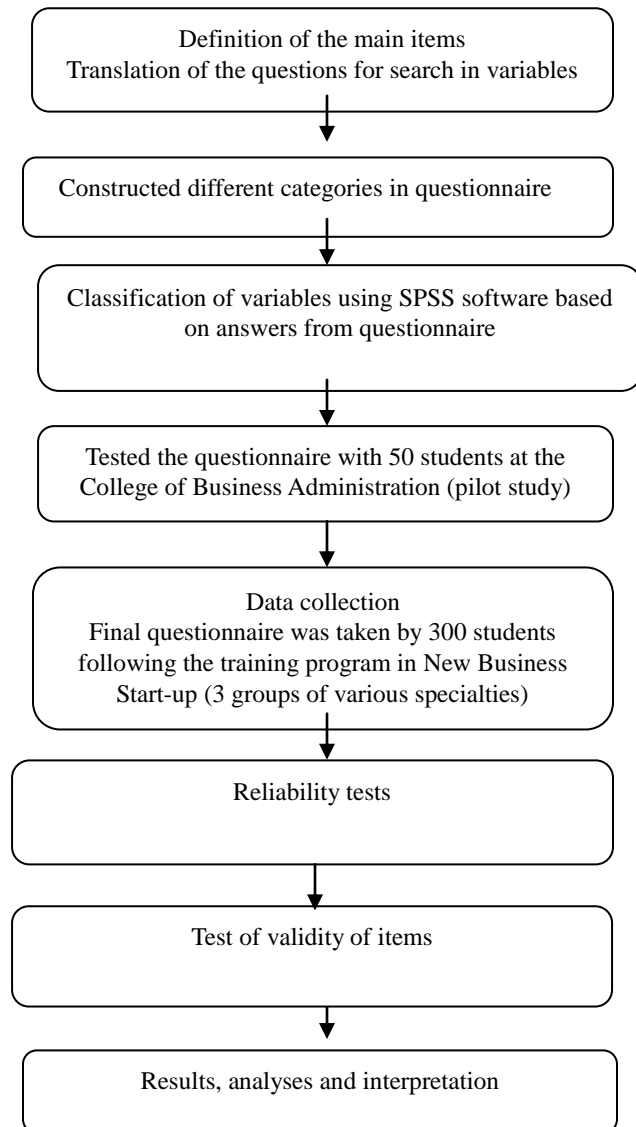 Definition of the main items
Translation of the questions for search in variables
Constructed different categories in questionnaire
Classification of variables using SPSS software based
on answers from questionnaire
Tested the questionnaire with 50 students at the
College of Business Administration (pilot study)
Data collection
Final questionnaire was taken by 300 students
following the training program in New Business
Start-up (3 groups of various specialties)
Reliability tests
Test of validity of items
Results, analyses and interpretation